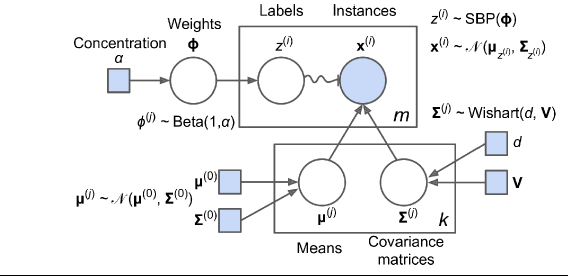 Labels Instances
Weights
Φ
Concentration
α
z⁽ⁱ⁾
x⁽ⁱ⁾
z⁽ⁱ⁾ ~ SBP(Φ)
x⁽ⁱ⁾ ~ 𝒩(μ_z⁽ⁱ⁾, Σ_z⁽ⁱ⁾)
ϕ⁽ʲ⁾ ~ Beta(1,α)
m
Σ⁽ʲ⁾ ~ Wishart(d, V)
d
V
μ⁽⁰⁾
Σ⁽⁰⁾
μ⁽ʲ⁾ ~ 𝒩(μ⁽⁰⁾, Σ⁽⁰⁾)
μ⁽ʲ⁾
Σ⁽ʲ⁾
k
Means
Covariance
matrices